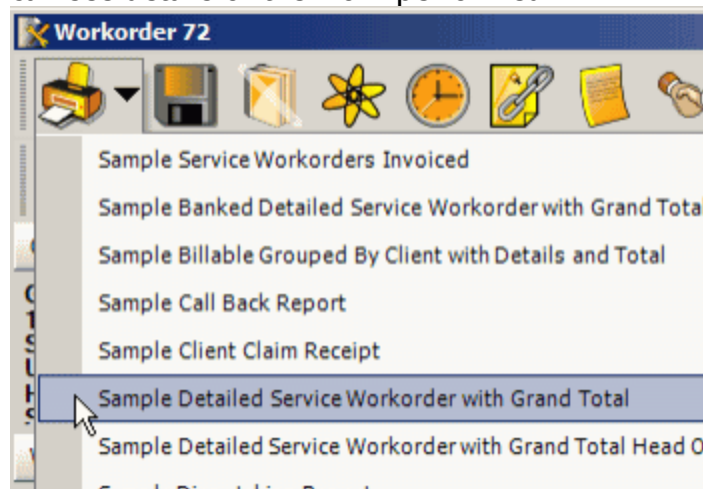 Workorder 72
Sample Service Workorders Invoiced
Sample Banked Detailed Service Workorder with Grand Total
Sample Billable Grouped By Client with Details and Total
Sample Call Back Report
Sample Client Claim Receipt
Sample Detailed Service Workorder with Grand Total
Sample Detailed Service Workorder with Grand Total Head